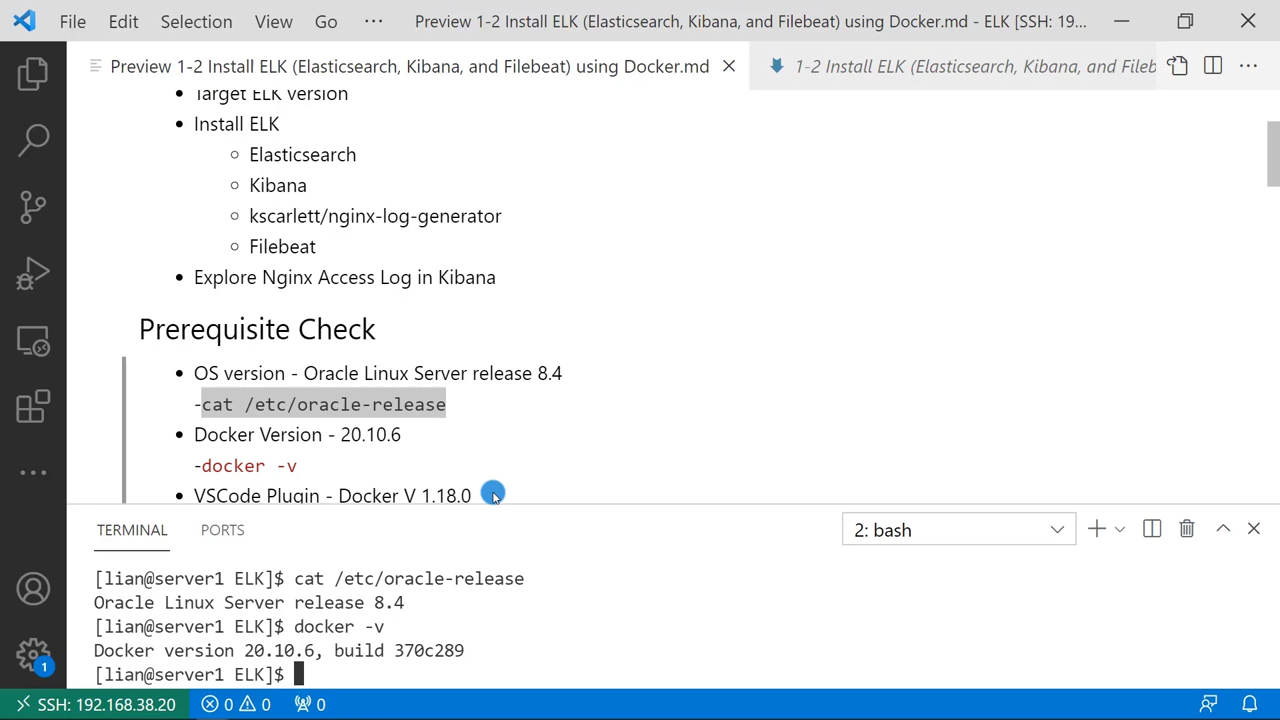 File Edit Selection View Go ··· Preview 1-2 Install ELK (Elasticsearch, Kibana, and Filebeat) using Docker.md - ELK [SSH: 19...
Preview 1-2 Install ELK (Elasticsearch, Kibana, and Filebeat) using Docker.md
1-2 Install ELK (Elasticsearch, Kibana, and Fileb
Target ELK version
Install ELK
Elasticsearch
Kibana
kscarlett/nginx-log-generator
Filebeat
Explore Nginx Access Log in Kibana
Prerequisite Check
OS version - Oracle Linux Server release 8.4
-cat /etc/oracle-release
Docker Version - 20.10.6
-docker -v
VSCode Plugin - Docker V 1.18.0
TERMINAL PORTS 2: bash
[lian@server1 ELK]$ cat /etc/oracle-release
Oracle Linux Server release 8.4
[lian@server1 ELK]$ docker -v
Docker version 20.10.6, build 370c289
[lian@server1 ELK]$
1
SSH: 192.168.38.20 0 0 0